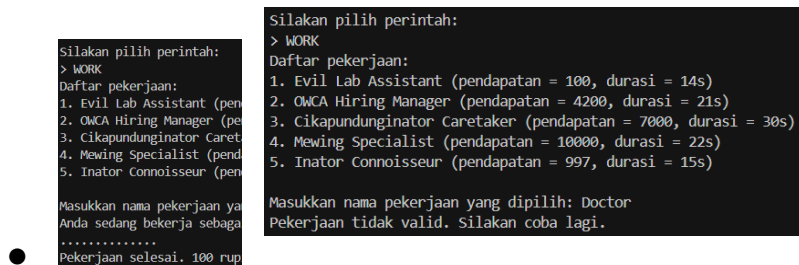 Silakan pilih perintah:
> WORK
Daftar pekerjaan:
1. Evil Lab Assistant
2. OWCA Hiring Manager
3. Cikapundunginator
4. Mewing Specialist
5. Inator Connoisseur
Masukkan nama pekerjaan
Anda sedang bekerja
..............
Pekerjaan selesai. 100
Silakan pilih perintah:
> WORK
Daftar pekerjaan:
1. Evil Lab Assistant (pendapatan = 100, durasi = 14s)
2. OWCA Hiring Manager (pendapatan = 4200, durasi = 21s)
3. Cikapundunginator Caretaker (pendapatan = 7000, durasi = 30s)
4. Mewing Specialist (pendapatan = 10000, durasi = 22s)
5. Inator Connoisseur (pendapatan = 997, durasi = 15s)
Masukkan nama pekerjaan yang dipilih: Doctor
Pekerjaan tidak valid. Silakan coba lagi.